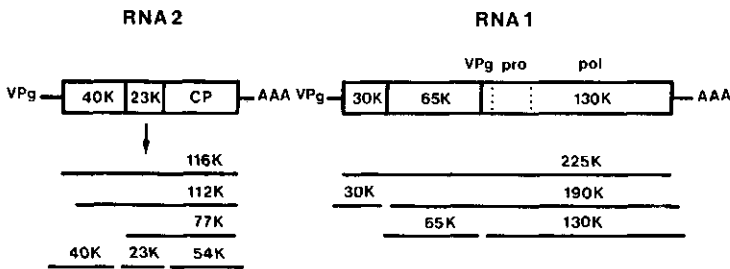 RNA 2 RNA 1
VPg pro pol
VPg 40K 23K CP AAA VPg 30K 65K 130K AAA
116K 225K
112K 30K 190K
77K 65K 130K
40K 23K 54K